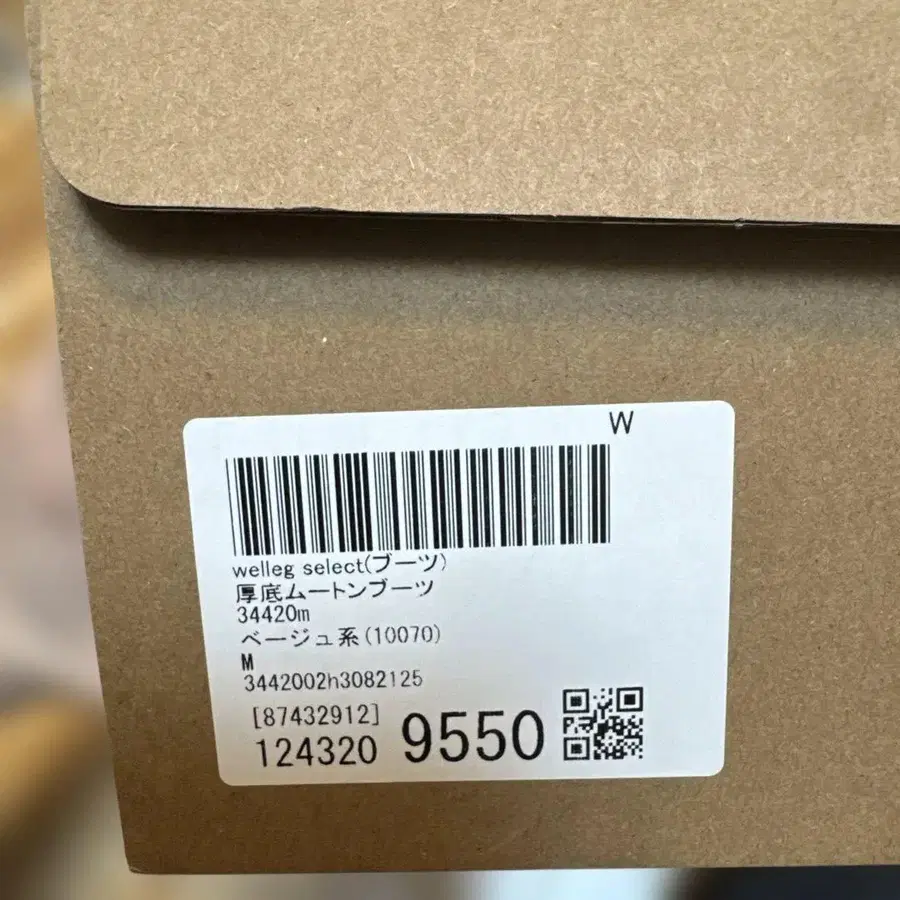 W
welleg select(ブーツ)
厚底ムートンブーツ
34420m
ベージュ系(10070)
M
3442002h3082125
[87432912]
124320 9550